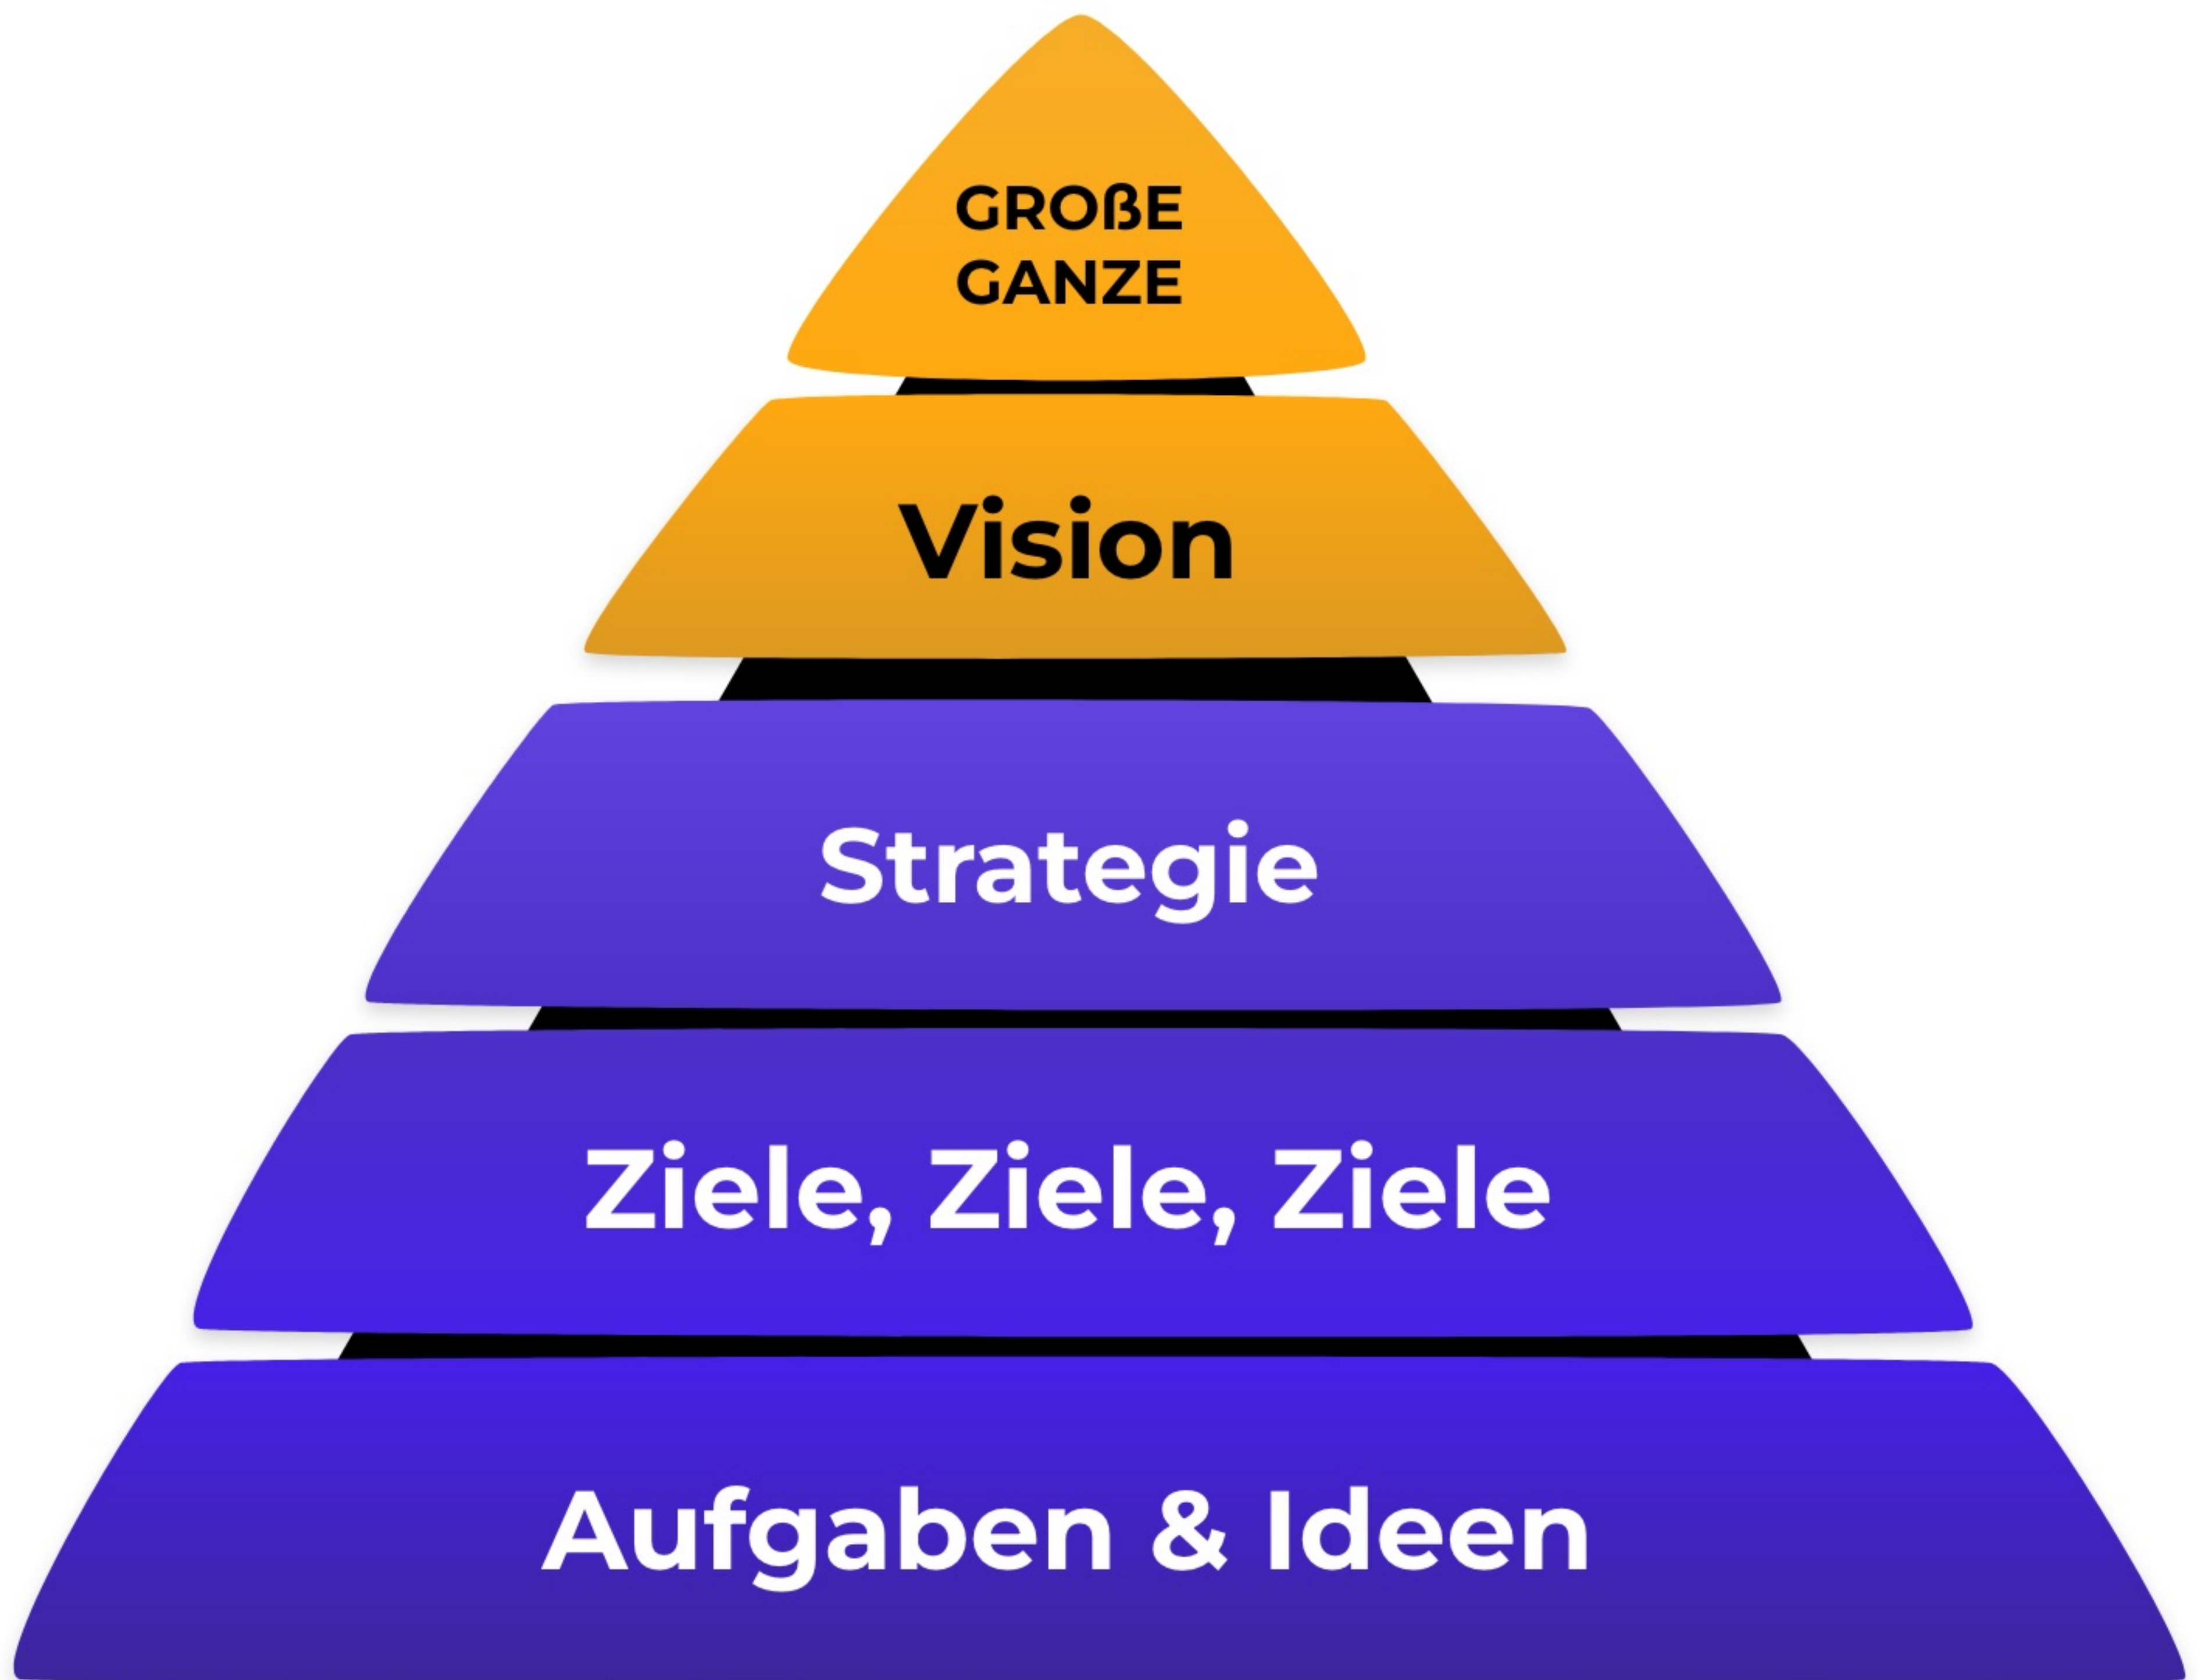 GROßE
GANZE
Vision
Strategie
Ziele, Ziele, Ziele
Aufgaben & Ideen